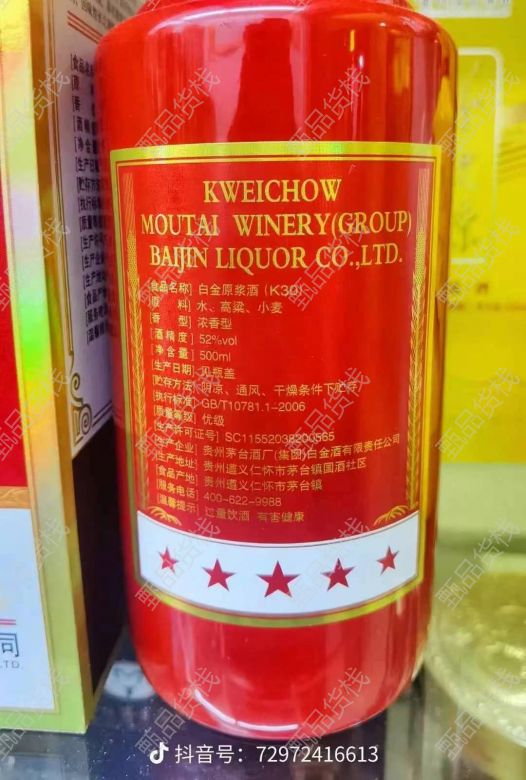 KWEICHOW
MOUTAI WINERY(GROUP)
BAIJIN LIQUOR CO.,LTD.
[食品名称] 白金原浆酒 (K30)
[原 料] 水、高粱、小麦
[香 型] 浓香型
[酒 精 度] 52%vol
[净 含 量] 500ml
[生产日期] 见瓶盖
[贮存方法] 阴凉、通风、干燥条件下贮存
[执行标准] GB/T10781.1-2006
[质量等级] 优级
[生产许可证号] SC11552038200565
[生产企业] 贵州茅台酒厂(集团)白金酒有限责任公司
[生产地址] 贵州遵义仁怀市茅台镇国酒社区
[食品产地] 贵州遵义仁怀市茅台镇
[服务电话] 400-622-9988
[温馨提示] 过量饮酒 有害健康
甄品货栈
抖音号：72972416613